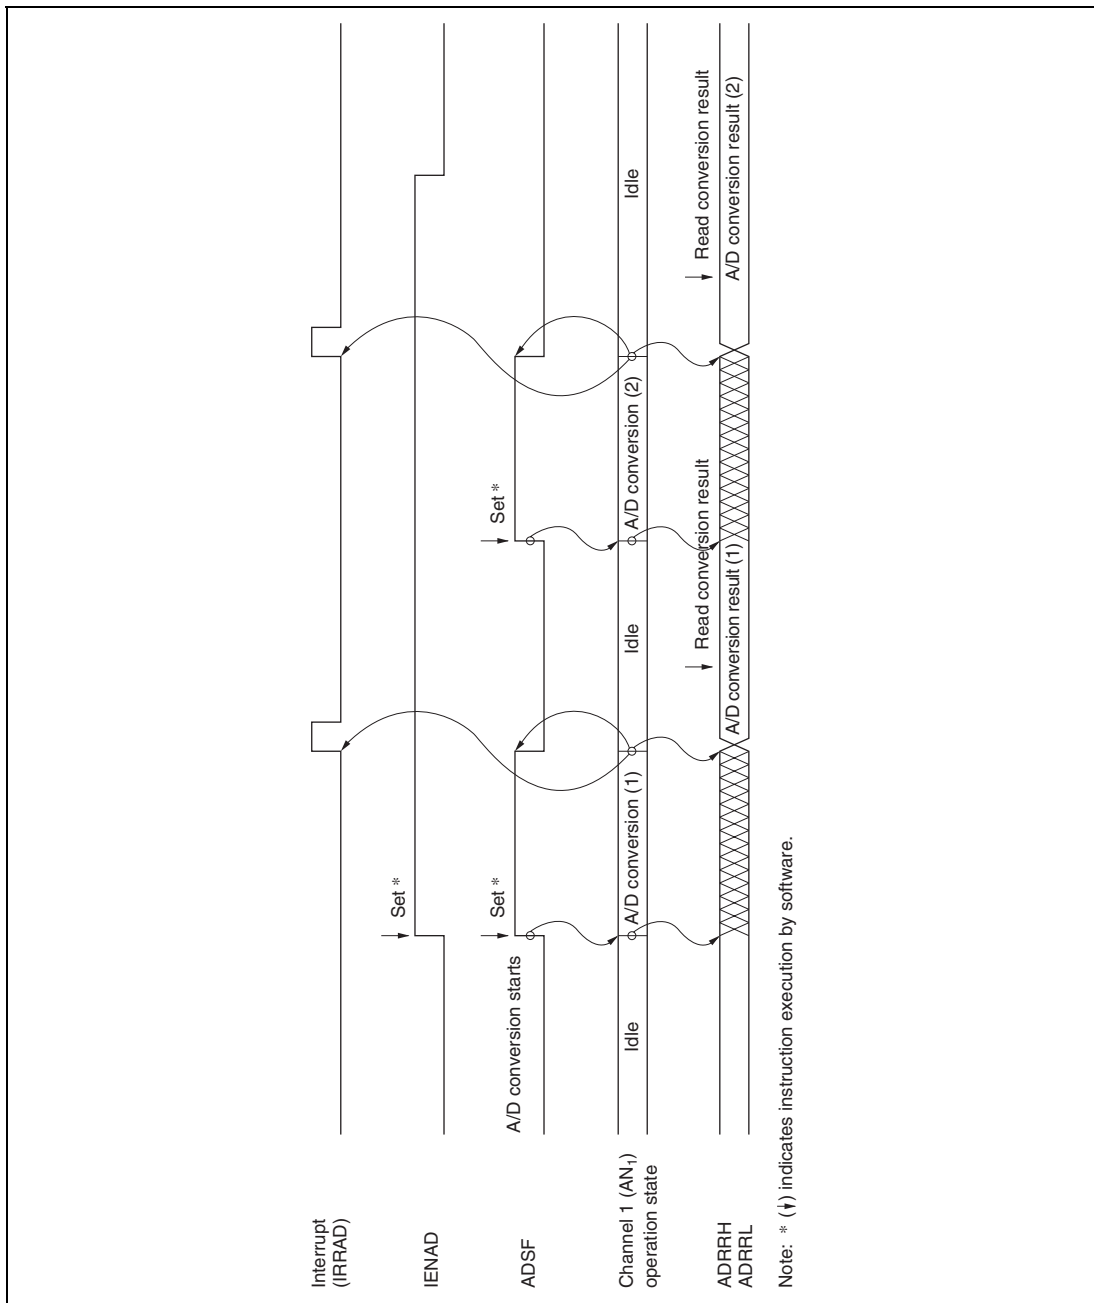 Interrupt
(IRRAD)
IENAD
Set *
ADSF
A/D conversion starts
Set *
Set *
Channel 1 (AN1)
operation state
Idle
A/D conversion (1)
Idle
A/D conversion (2)
Idle
Read conversion result
Read conversion result
ADRRH
ADRRL
A/D conversion result (1)
A/D conversion result (2)
Note: * (↓) indicates instruction execution by software.